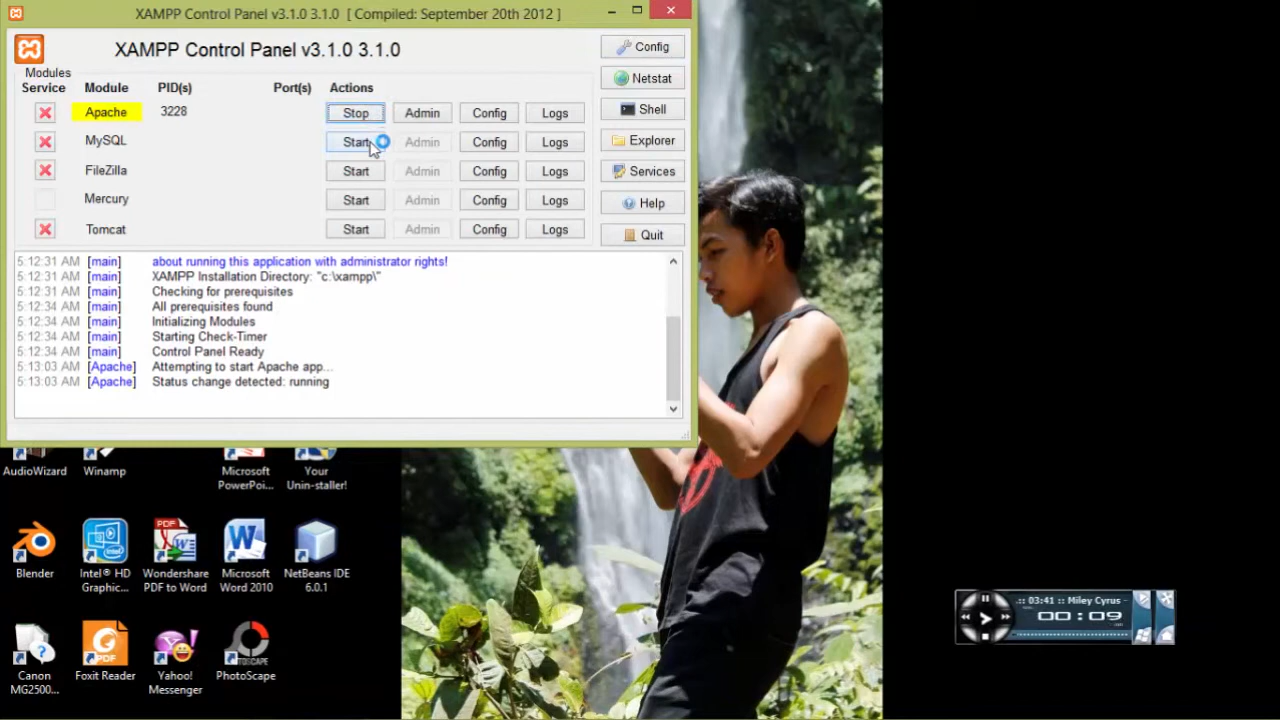 XAMPP Control Panel v3.1.0 3.1.0 [ Compiled: September 20th 2012 ]
XAMPP Control Panel v3.1.0 3.1.0
Config
Modules
Service Module PID(s) Port(s) Actions
Netstat
Apache 3228 Stop Admin Config Logs
Shell
MySQL Start Admin Config Logs
Explorer
FileZilla Start Admin Config Logs
Services
Mercury Start Admin Config Logs
Help
Tomcat Start Admin Config Logs
Quit
5:12:31 AM [main] about running this application with administrator rights!
5:12:31 AM [main] XAMPP Installation Directory: "c:\xampp\"
5:12:31 AM [main] Checking for prerequisites
5:12:34 AM [main] All prerequisites found
5:12:34 AM [main] Initializing Modules
5:12:34 AM [main] Starting Check-Timer
5:12:34 AM [main] Control Panel Ready
5:13:03 AM [Apache] Attempting to start Apache app...
5:13:03 AM [Apache] Status change detected: running
AudioWizard
Winamp
Microsoft PowerPoi...
Your Unin-staller!
Blender
Intel® HD Graphic...
Wondershare PDF to Word
Microsoft Word 2010
NetBeans IDE 6.0.1
Canon MG2500...
Foxit Reader
Yahoo! Messenger
PhotoScape
.:: 03:41 :: Miley Cyrus -
00:09